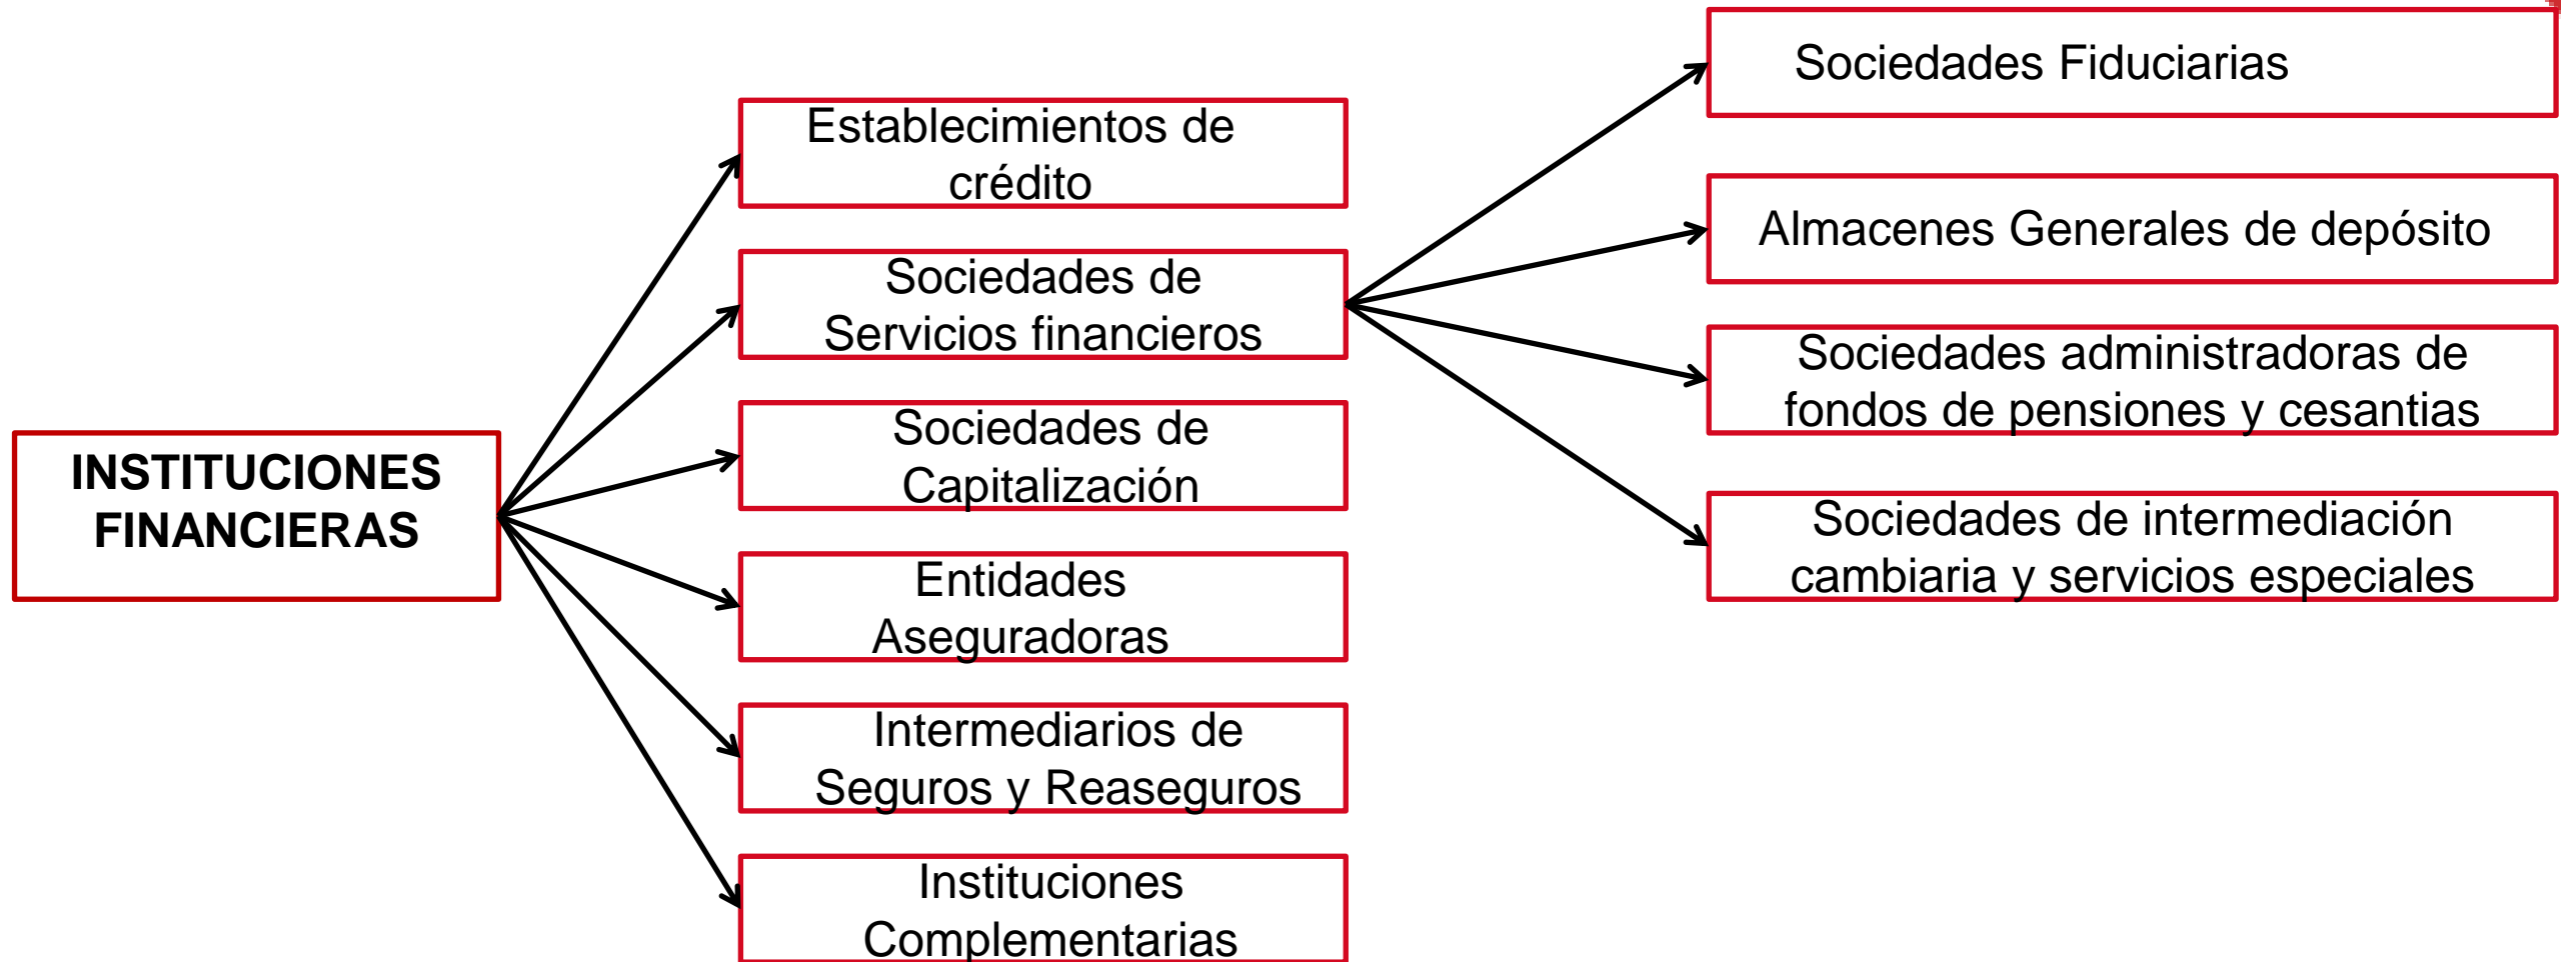 INSTITUCIONES
FINANCIERAS
Establecimientos de
crédito
Sociedades de
Servicios financieros
Sociedades de
Capitalización
Entidades
Aseguradoras
Intermediarios de
Seguros y Reaseguros
Instituciones
Complementarias
Sociedades Fiduciarias
Almacenes Generales de depósito
Sociedades administradoras de
fondos de pensiones y cesantias
Sociedades de intermediación
cambiaria y servicios especiales